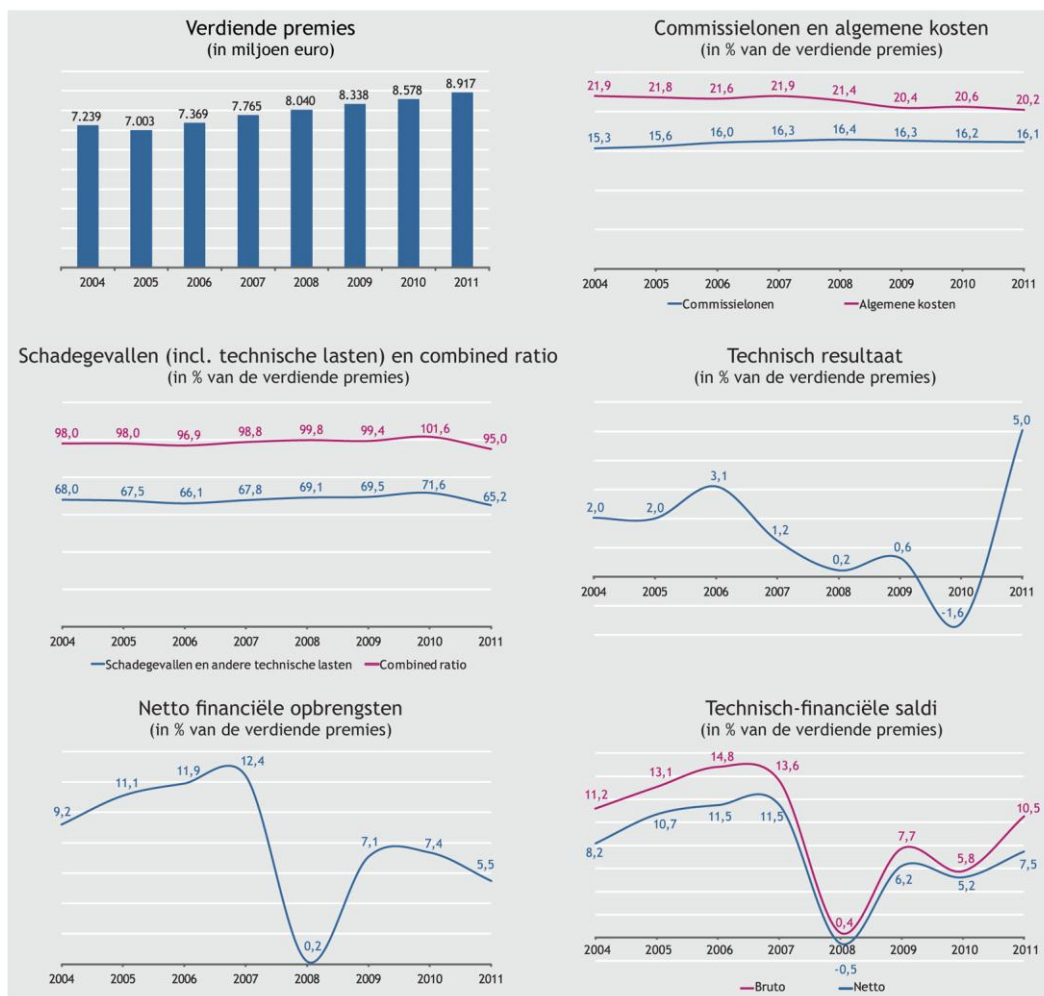 Verdiende premies
(in miljoen euro)
7.239 7.003 7.369 7.765 8.040 8.338 8.578 8.917
2004 2005 2006 2007 2008 2009 2010 2011
Commissielonen en algemene kosten
(in % van de verdiende premies)
21,9 21,8 21,6 21,9 21,4 20,4 20,6 20,2
15,3 15,6 16,0 16,3 16,4 16,3 16,2 16,1
2004 2005 2006 2007 2008 2009 2010 2011
Commissielonen Algemene kosten
Schadegevallen (incl. technische lasten) en combined ratio
(in % van de verdiende premies)
98,0 98,0 96,9 98,8 99,8 99,4 101,6 95,0
68,0 67,5 66,1 67,8 69,1 69,5 71,6 65,2
2004 2005 2006 2007 2008 2009 2010 2011
Schadegevallen en andere technische lasten Combined ratio
Technisch resultaat
(in % van de verdiende premies)
2,0 2,0 3,1 1,2 0,2 0,6 -1,6 5,0
2004 2005 2006 2007 2008 2009 2010 2011
Netto financiële opbrengsten
(in % van de verdiende premies)
9,2 11,1 11,9 12,4 0,2 7,1 7,4 5,5
2004 2005 2006 2007 2008 2009 2010 2011
Technisch-financiële saldi
(in % van de verdiende premies)
11,2 13,1 14,8 13,6 0,4 7,7 5,8 10,5
8,2 10,7 11,5 11,5 -0,5 6,2 5,2 7,5
2004 2005 2006 2007 2008 2009 2010 2011
Bruto Netto